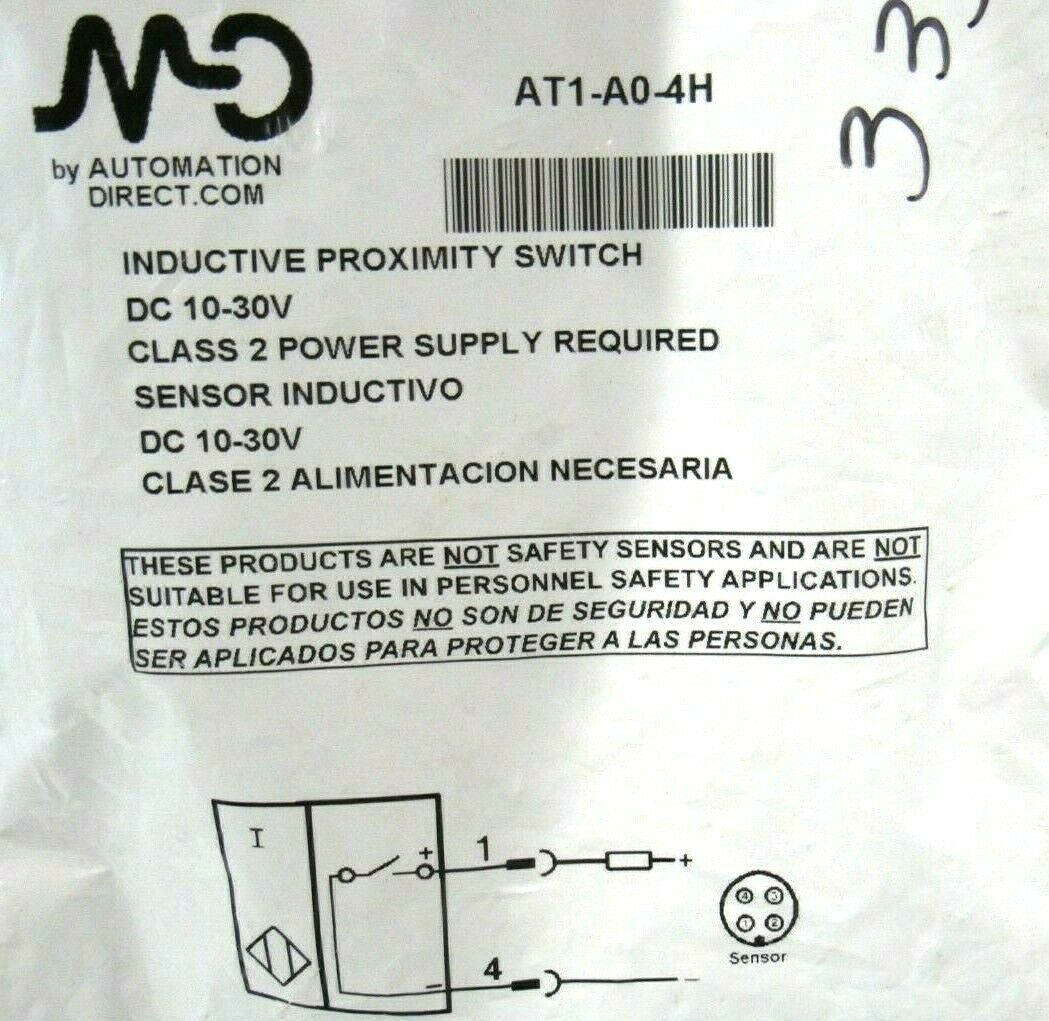 by AUTOMATION
DIRECT.COM
AT1-A0-4H
3 3
INDUCTIVE PROXIMITY SWITCH
DC 10-30V
CLASS 2 POWER SUPPLY REQUIRED
SENSOR INDUCTIVO
DC 10-30V
CLASE 2 ALIMENTACION NECESARIA
THESE PRODUCTS ARE NOT SAFETY SENSORS AND ARE NOT
SUITABLE FOR USE IN PERSONNEL SAFETY APPLICATIONS.
ESTOS PRODUCTOS NO SON DE SEGURIDAD Y NO PUEDEN
SER APLICADOS PARA PROTEGER A LAS PERSONAS.
I
+ 1 +
4 3
1 2
Sensor
- 4 -